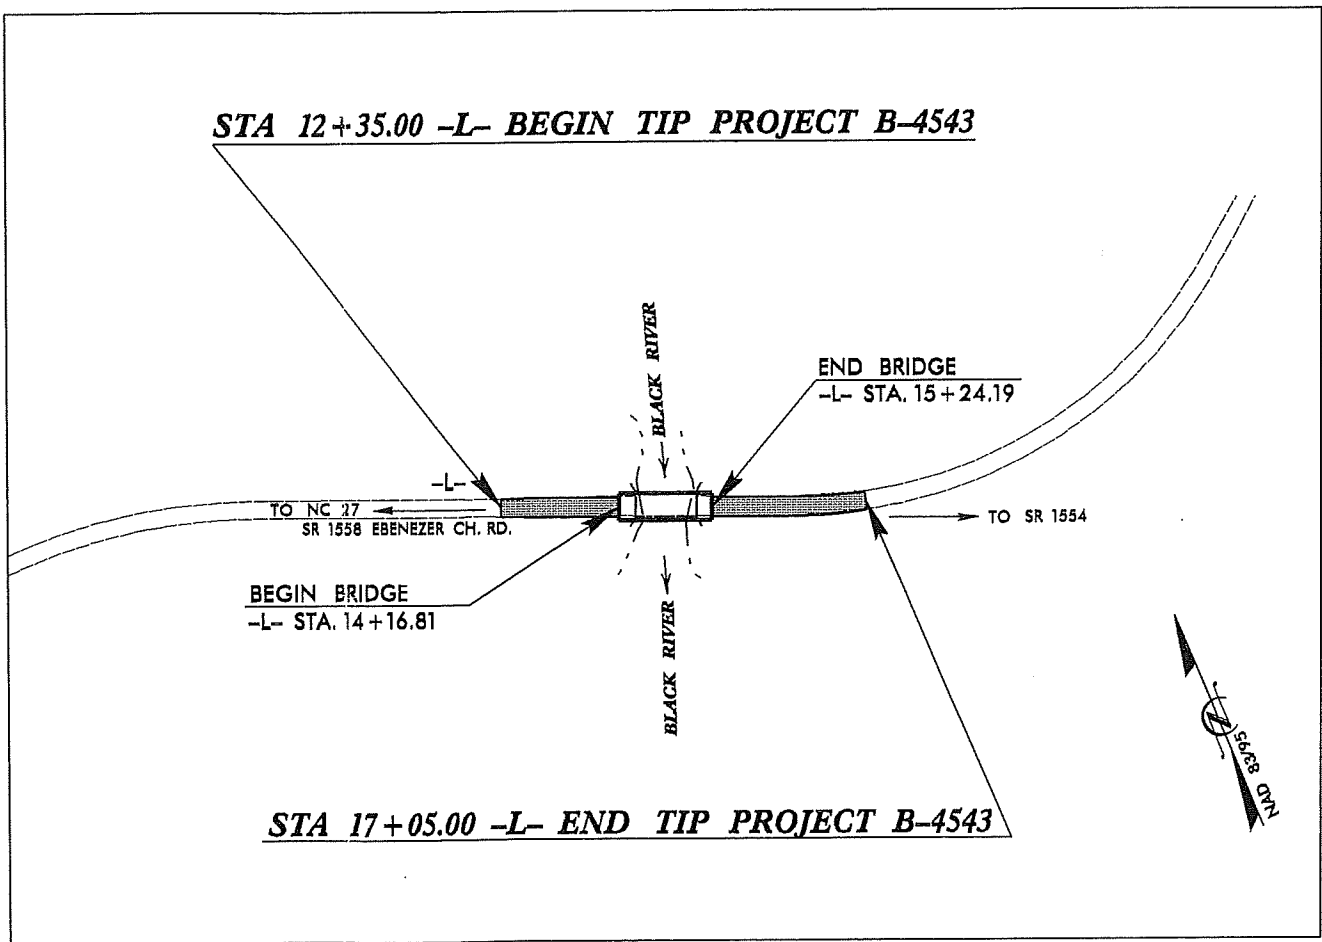 STA 12+35.00 -L- BEGIN TIP PROJECT B-4543
BLACK RIVER
END BRIDGE
-L- STA. 15+24.19
-L-
TO NC 27
SR 1558 EBENEZER CH. RD.
TO SR 1554
BEGIN BRIDGE
-L- STA. 14+16.81
BLACK RIVER
NAD 83/95
STA 17+05.00 -L- END TIP PROJECT B-4543